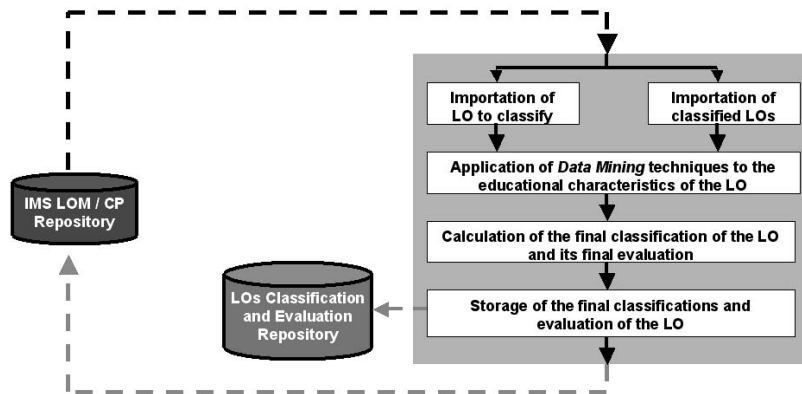 Importation of
LO to classify
Importation of
classified LOs
Application of Data Mining techniques to the
educational characteristics of the LO
IMS LOM / CP
Repository
Calculation of the final classification of the LO
and its final evaluation
LOs Classification
and Evaluation
Repository
Storage of the final classifications and
evaluation of the LO